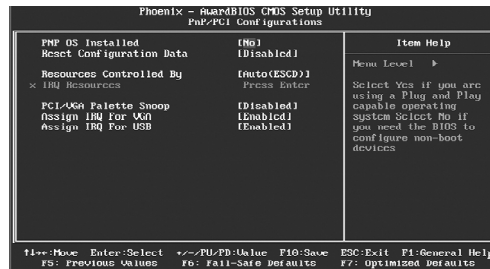 Phoenix - AwardBIOS CMOS Setup Utility
PnP/PCI Configurations
PNP OS Installed [No]
Reset Configuration Data [Disabled]
Resources Controlled By [Auto(ESCD)]
x IRQ Resources Press Enter
PCI/VGA Palette Snoop [Disabled]
Assign IRQ For VGA [Enabled]
Assign IRQ For USB [Enabled]
Item Help
Menu Level ▶
Select Yes if you are
using a Plug and Play
capable operating
system Select No if
you need the BIOS to
configure non-boot
devices
↑↓→←:Move Enter:Select +/-/PU/PD:Value F10:Save ESC:Exit F1:General Help
F5: Previous Values F6: Fail-Safe Defaults F7: Optimized Defaults